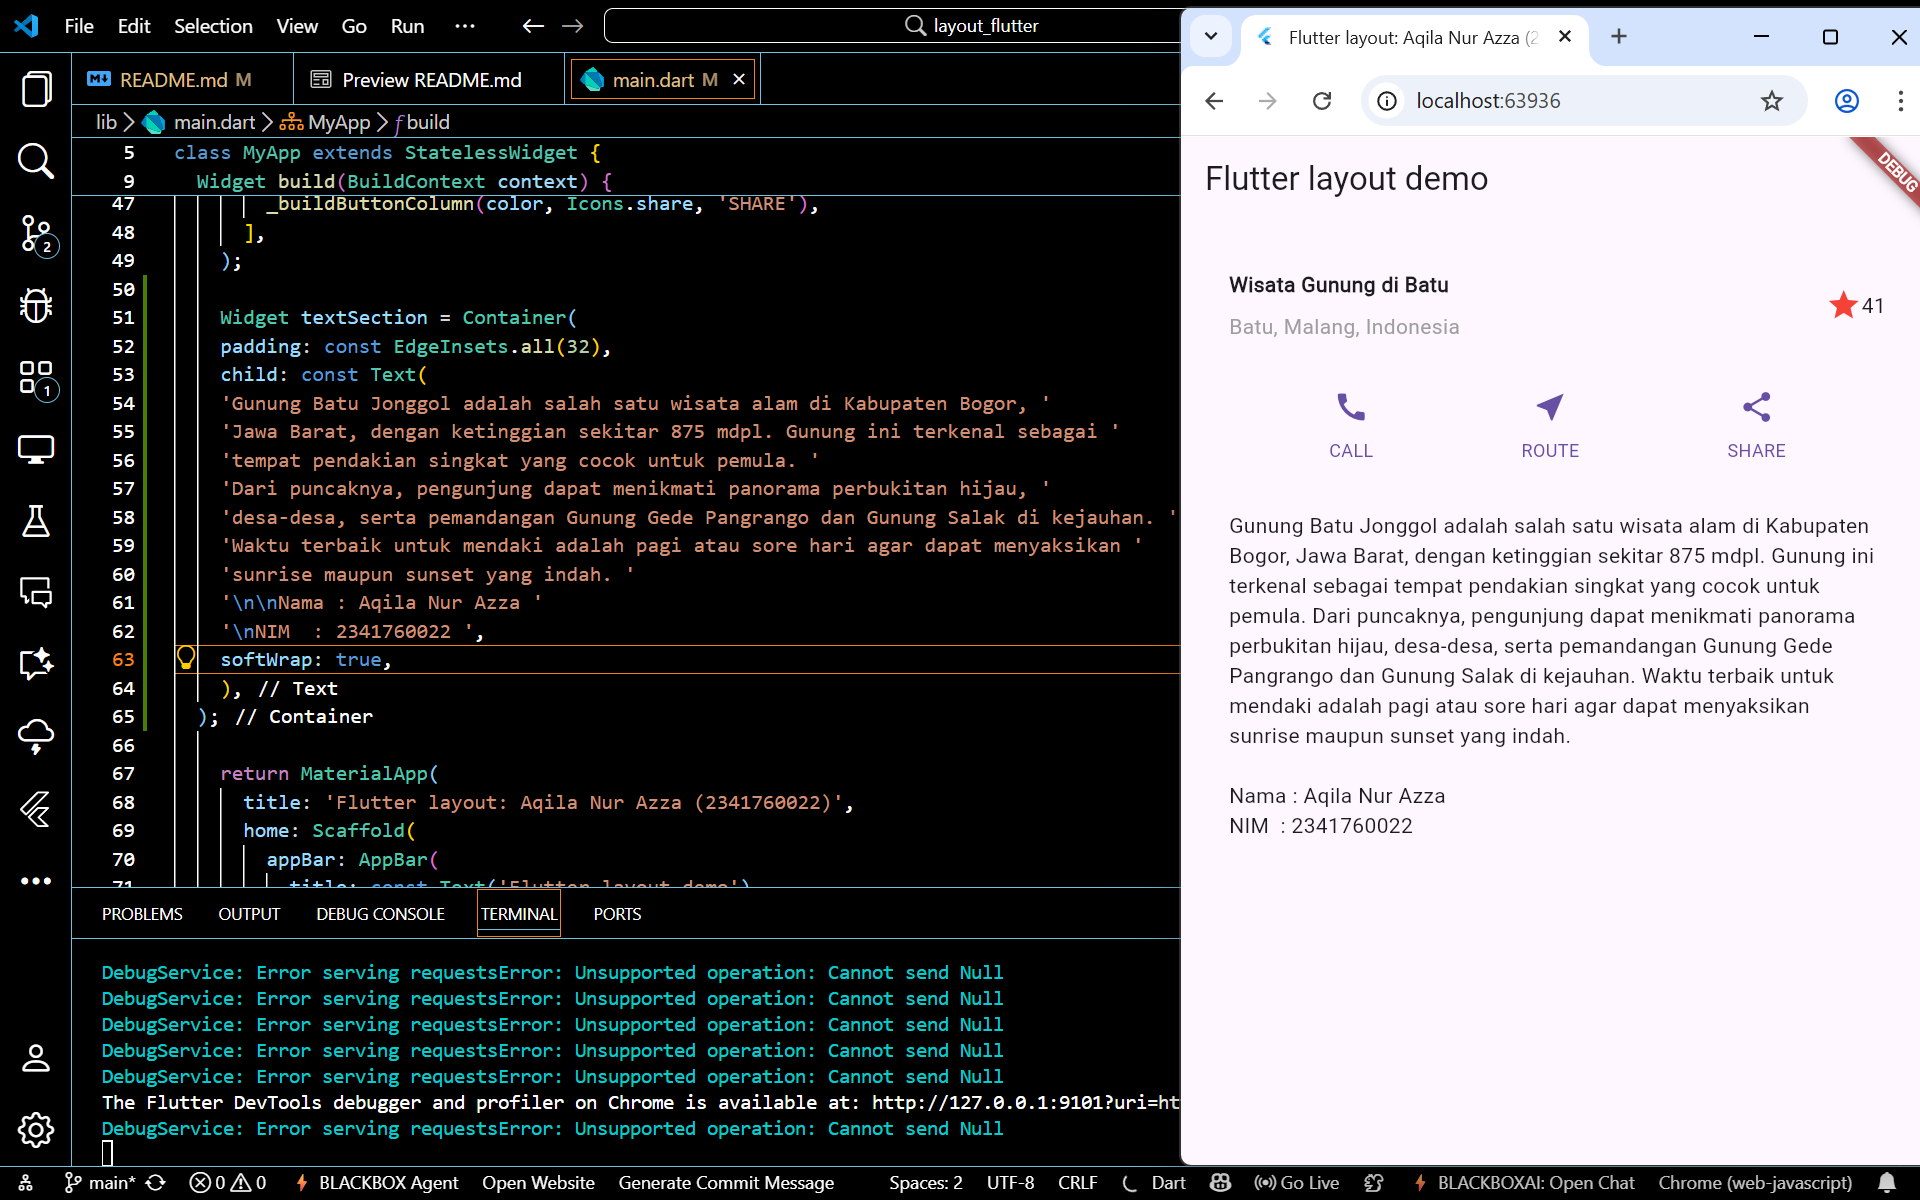 File Edit Selection View Go Run ··· layout_flutter
README.md M Preview README.md main.dart M
lib main.dart MyApp build
5 class MyApp extends StatelessWidget {
9 Widget build(BuildContext context) {
47 _buildButtonColumn(color, Icons.share, 'SHARE'),
48 ],
49 );
50
51 Widget textSection = Container(
52 padding: const EdgeInsets.all(32),
53 child: const Text(
54 'Gunung Batu Jonggol adalah salah satu wisata alam di Kabupaten Bogor, '
55 'Jawa Barat, dengan ketinggian sekitar 875 mdpl. Gunung ini terkenal sebagai '
56 'tempat pendakian singkat yang cocok untuk pemula. '
57 'Dari puncaknya, pengunjung dapat menikmati panorama perbukitan hijau, '
58 'desa-desa, serta pemandangan Gunung Gede Pangrango dan Gunung Salak di kejauhan. '
59 'Waktu terbaik untuk mendaki adalah pagi atau sore hari agar dapat menyaksikan '
60 'sunrise maupun sunset yang indah. '
61 '\n\nNama : Aqila Nur Azza '
62 '\nNIM  : 2341760022 ',
63 softWrap: true,
64 ), // Text
65 ); // Container
66
67 return MaterialApp(
68 title: 'Flutter layout: Aqila Nur Azza (2341760022)',
69 home: Scaffold(
70 appBar: AppBar(
71 title: const Text('Flutter layout demo')
PROBLEMS OUTPUT DEBUG CONSOLE TERMINAL PORTS
DebugService: Error serving requestsError: Unsupported operation: Cannot send Null
DebugService: Error serving requestsError: Unsupported operation: Cannot send Null
DebugService: Error serving requestsError: Unsupported operation: Cannot send Null
DebugService: Error serving requestsError: Unsupported operation: Cannot send Null
DebugService: Error serving requestsError: Unsupported operation: Cannot send Null
The Flutter DevTools debugger and profiler on Chrome is available at: http://127.0.0.1:9101?uri=ht
DebugService: Error serving requestsError: Unsupported operation: Cannot send Null
2
1
main* 0 0 BLACKBOX Agent Open Website Generate Commit Message Spaces: 2 UTF-8 CRLF Dart Go Live BLACKBOXAI: Open Chat Chrome (web-javascript)
Flutter layout: Aqila Nur Azza (2
localhost:63936
DEBUG
Flutter layout demo
Wisata Gunung di Batu
Batu, Malang, Indonesia
41
CALL ROUTE SHARE
Gunung Batu Jonggol adalah salah satu wisata alam di Kabupaten
Bogor, Jawa Barat, dengan ketinggian sekitar 875 mdpl. Gunung ini
terkenal sebagai tempat pendakian singkat yang cocok untuk
pemula. Dari puncaknya, pengunjung dapat menikmati panorama
perbukitan hijau, desa-desa, serta pemandangan Gunung Gede
Pangrango dan Gunung Salak di kejauhan. Waktu terbaik untuk
mendaki adalah pagi atau sore hari agar dapat menyaksikan
sunrise maupun sunset yang indah.
Nama : Aqila Nur Azza
NIM  : 2341760022